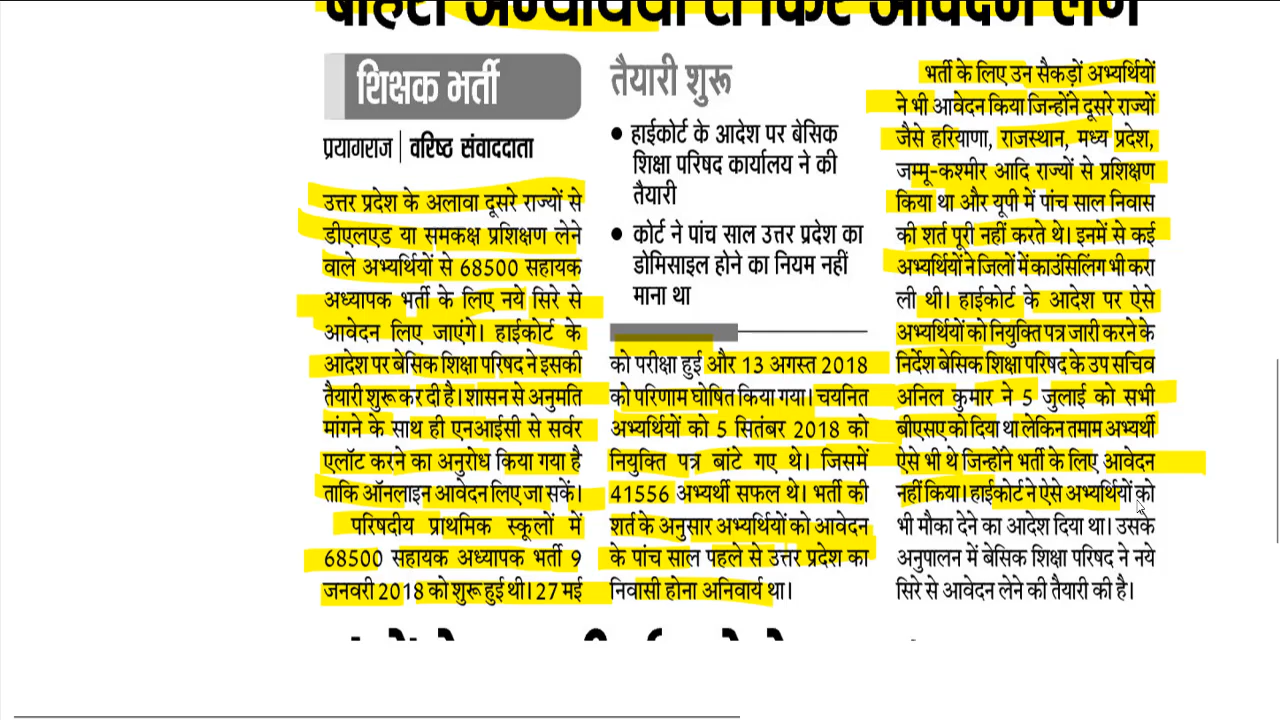 बाहरी अभ्यर्थियों से फिर आवेदन लेंगे
शिक्षक भर्ती
प्रयागराज | वरिष्ठ संवाददाता
उत्तर प्रदेश के अलावा दूसरे राज्यों से
डीएलएड या समकक्ष प्रशिक्षण लेने
वाले अभ्यर्थियों से 68500 सहायक
अध्यापक भर्ती के लिए नये सिरे से
आवेदन लिए जाएंगे। हाईकोर्ट के
आदेश पर बेसिक शिक्षा परिषद ने इसकी
तैयारी शुरू कर दी है। शासन से अनुमति
मांगने के साथ ही एनआईसी से सर्वर
एलॉट करने का अनुरोध किया गया है
ताकि ऑनलाइन आवेदन लिए जा सकें।
परिषदीय प्राथमिक स्कूलों में
68500 सहायक अध्यापक भर्ती 9
जनवरी 2018 को शुरू हुई थी। 27 मई
तैयारी शुरू
• हाईकोर्ट के आदेश पर बेसिक
शिक्षा परिषद कार्यालय ने की
तैयारी
• कोर्ट ने पांच साल उत्तर प्रदेश का
डोमिसाइल होने का नियम नहीं
माना था
को परीक्षा हुई और 13 अगस्त 2018
को परिणाम घोषित किया गया। चयनित
अभ्यर्थियों को 5 सितंबर 2018 को
नियुक्ति पत्र बांटे गए थे। जिसमें
41556 अभ्यर्थी सफल थे। भर्ती की
शर्त के अनुसार अभ्यर्थियों को आवेदन
के पांच साल पहले से उत्तर प्रदेश का
निवासी होना अनिवार्य था।
भर्ती के लिए उन सैकड़ों अभ्यर्थियों
ने भी आवेदन किया जिन्होंने दूसरे राज्यों
जैसे हरियाणा, राजस्थान, मध्य प्रदेश,
जम्मू-कश्मीर आदि राज्यों से प्रशिक्षण
किया था और यूपी में पांच साल निवास
की शर्त पूरी नहीं करते थे। इनमें से कई
अभ्यर्थियों ने जिलों में काउंसिलिंग भी करा
ली थी। हाईकोर्ट के आदेश पर ऐसे
अभ्यर्थियों को नियुक्ति पत्र जारी करने के
निर्देश बेसिक शिक्षा परिषद के उप सचिव
अनिल कुमार ने 5 जुलाई को सभी
बीएसए को दिया था लेकिन तमाम अभ्यर्थी
ऐसे भी थे जिन्होंने भर्ती के लिए आवेदन
नहीं किया। हाईकोर्ट ने ऐसे अभ्यर्थियों को
भी मौका देने का आदेश दिया था। उसके
अनुपालन में बेसिक शिक्षा परिषद ने नये
सिरे से आवेदन लेने की तैयारी की है।